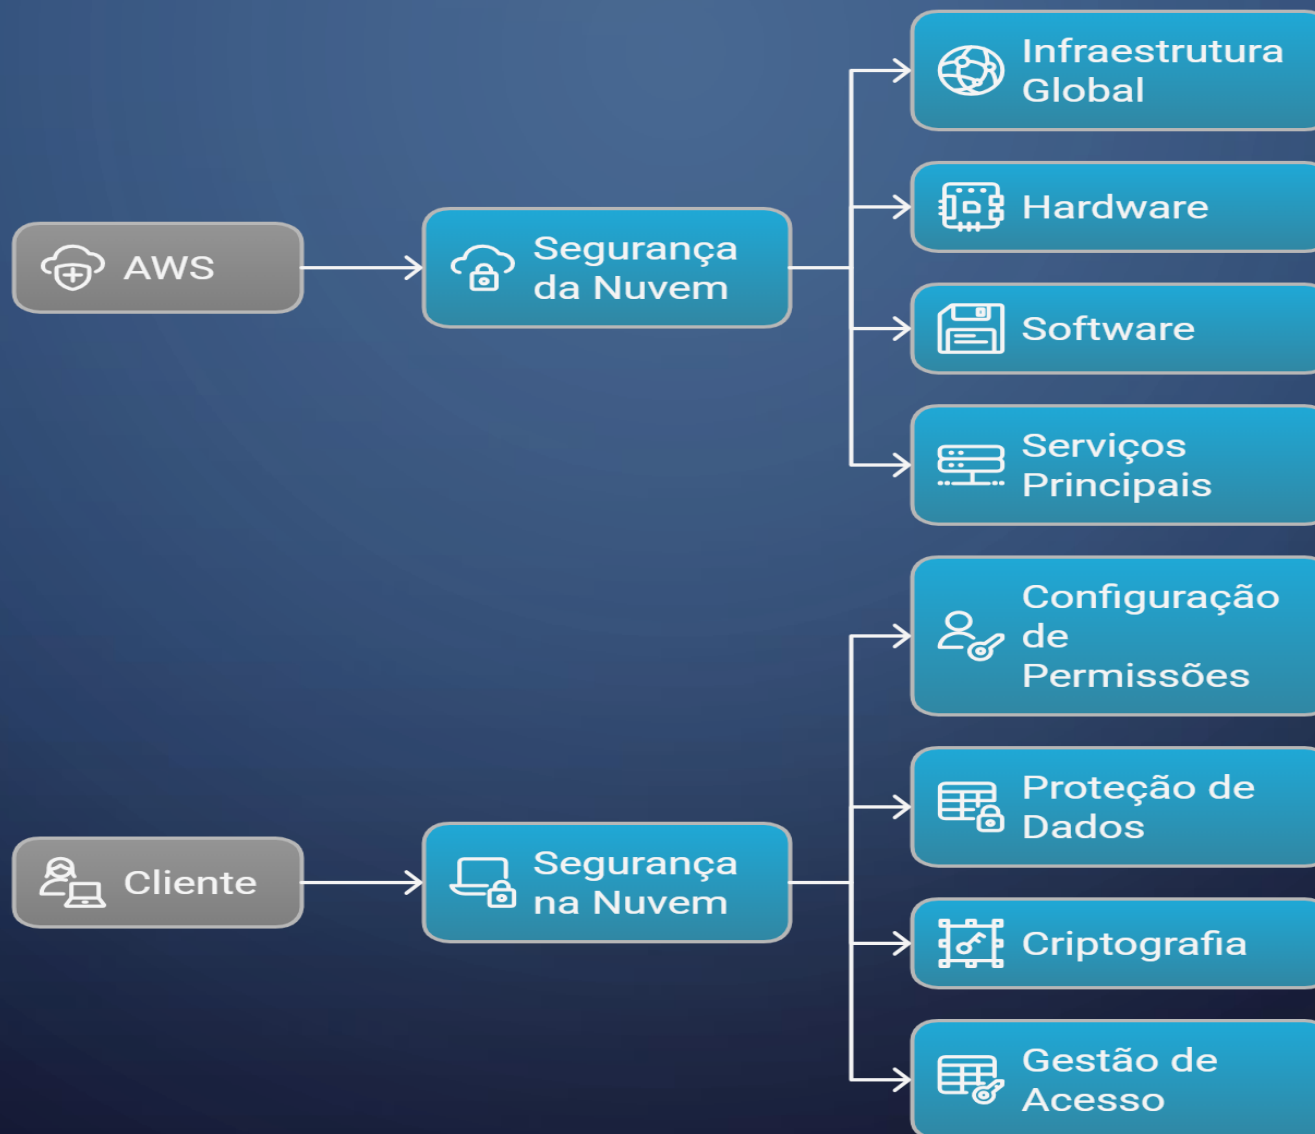 Infraestrutura
Global
Hardware
AWS
Segurança
da Nuvem
Software
Serviços
Principais
Configuração
de
Permissões
Proteção de
Dados
Cliente
Segurança
na Nuvem
Criptografia
Gestão de
Acesso